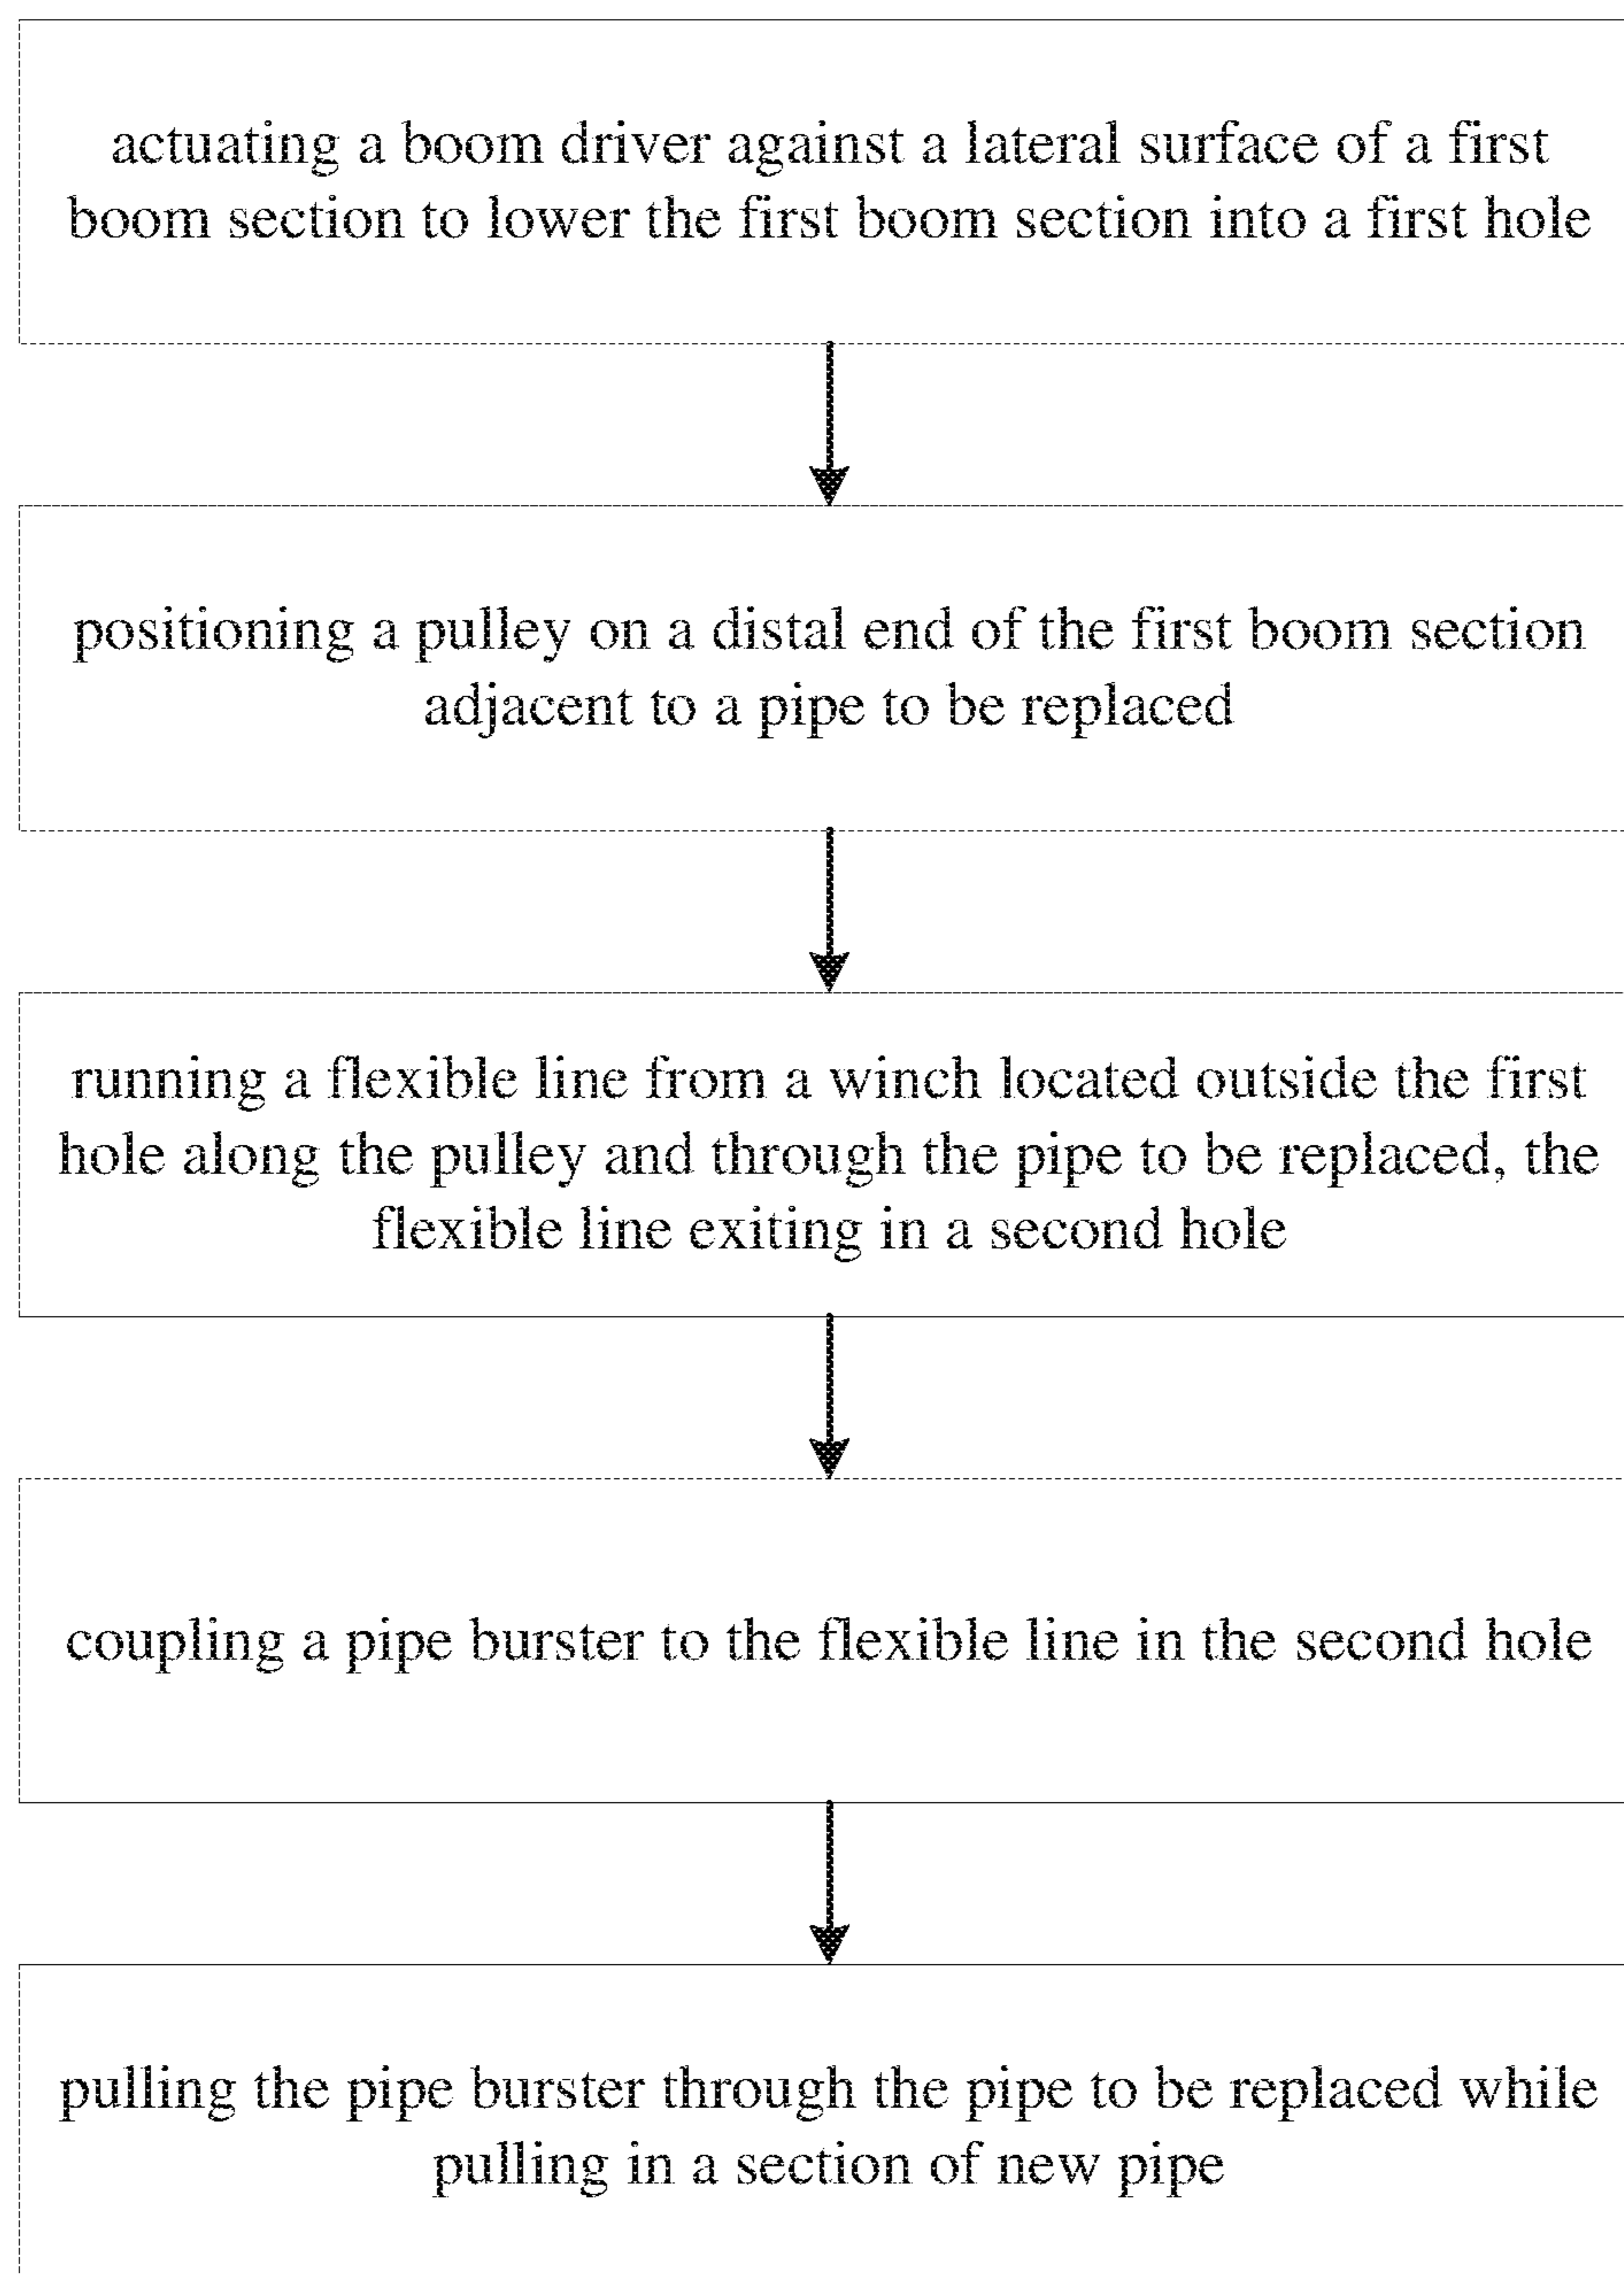 actuating a boom driver against a lateral surface of a first
boom section to lower the first boom section into a first hole
positioning a pulley on a distal end of the first boom section
adjacent to a pipe to be replaced
running a flexible line from a winch located outside the first
hole along the pulley and through the pipe to be replaced, the
flexible line exiting in a second hole
coupling a pipe burster to the flexible line in the second hole
pulling the pipe burster through the pipe to be replaced while
pulling in a section of new pipe